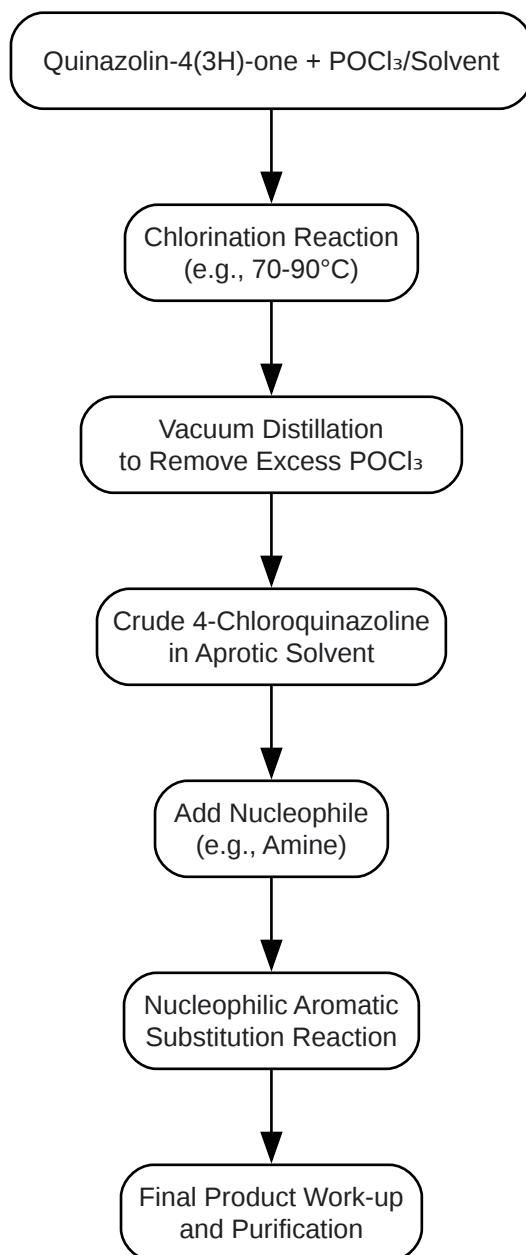 Quinazolin-4(3H)-one + POCl₃/Solvent
Chlorination Reaction
(e.g., 70-90°C)
Vacuum Distillation
to Remove Excess POCl₃
Crude 4-Chloroquinazoline
in Aprotic Solvent
Add Nucleophile
(e.g., Amine)
Nucleophilic Aromatic
Substitution Reaction
Final Product Work-up
and Purification